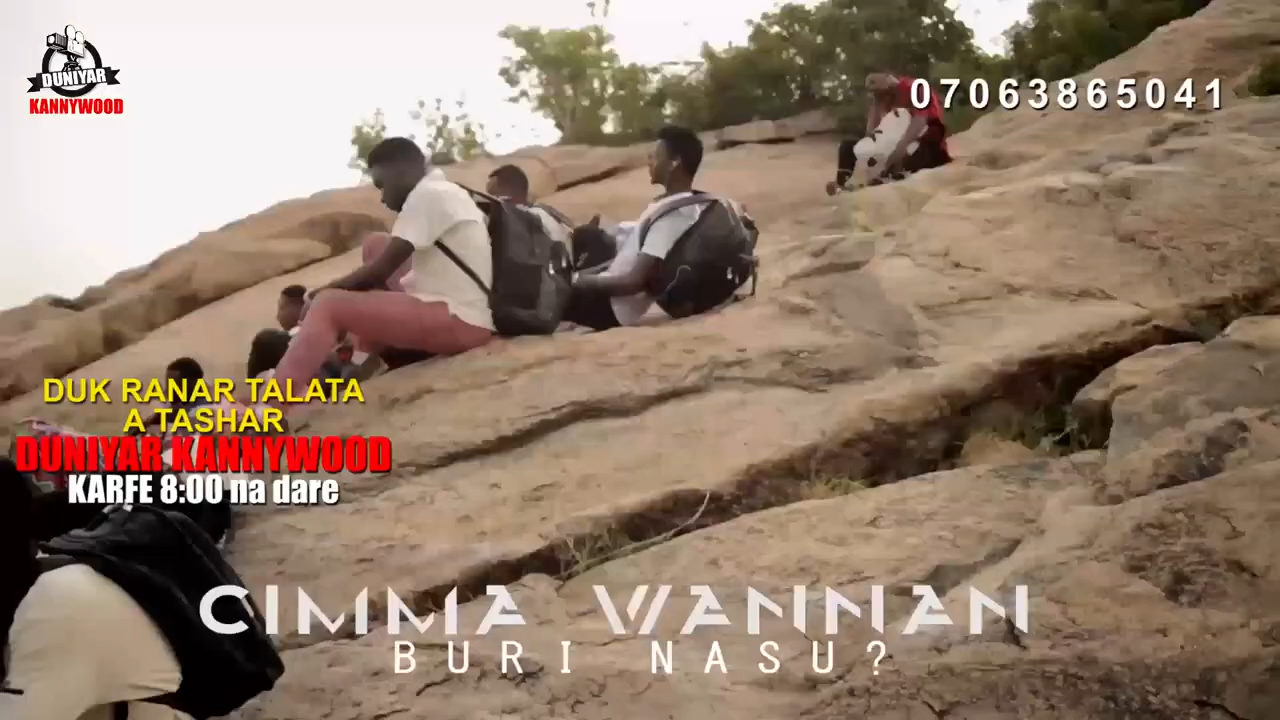 DUNIYAR
KANNYWOOD
07063865041
DUK RANAR TALATA
A TASHAR
DUNIYAR KANNYWOOD
KARFE 8:00 na dare
CIMMA WANNAN
BURI NASU?